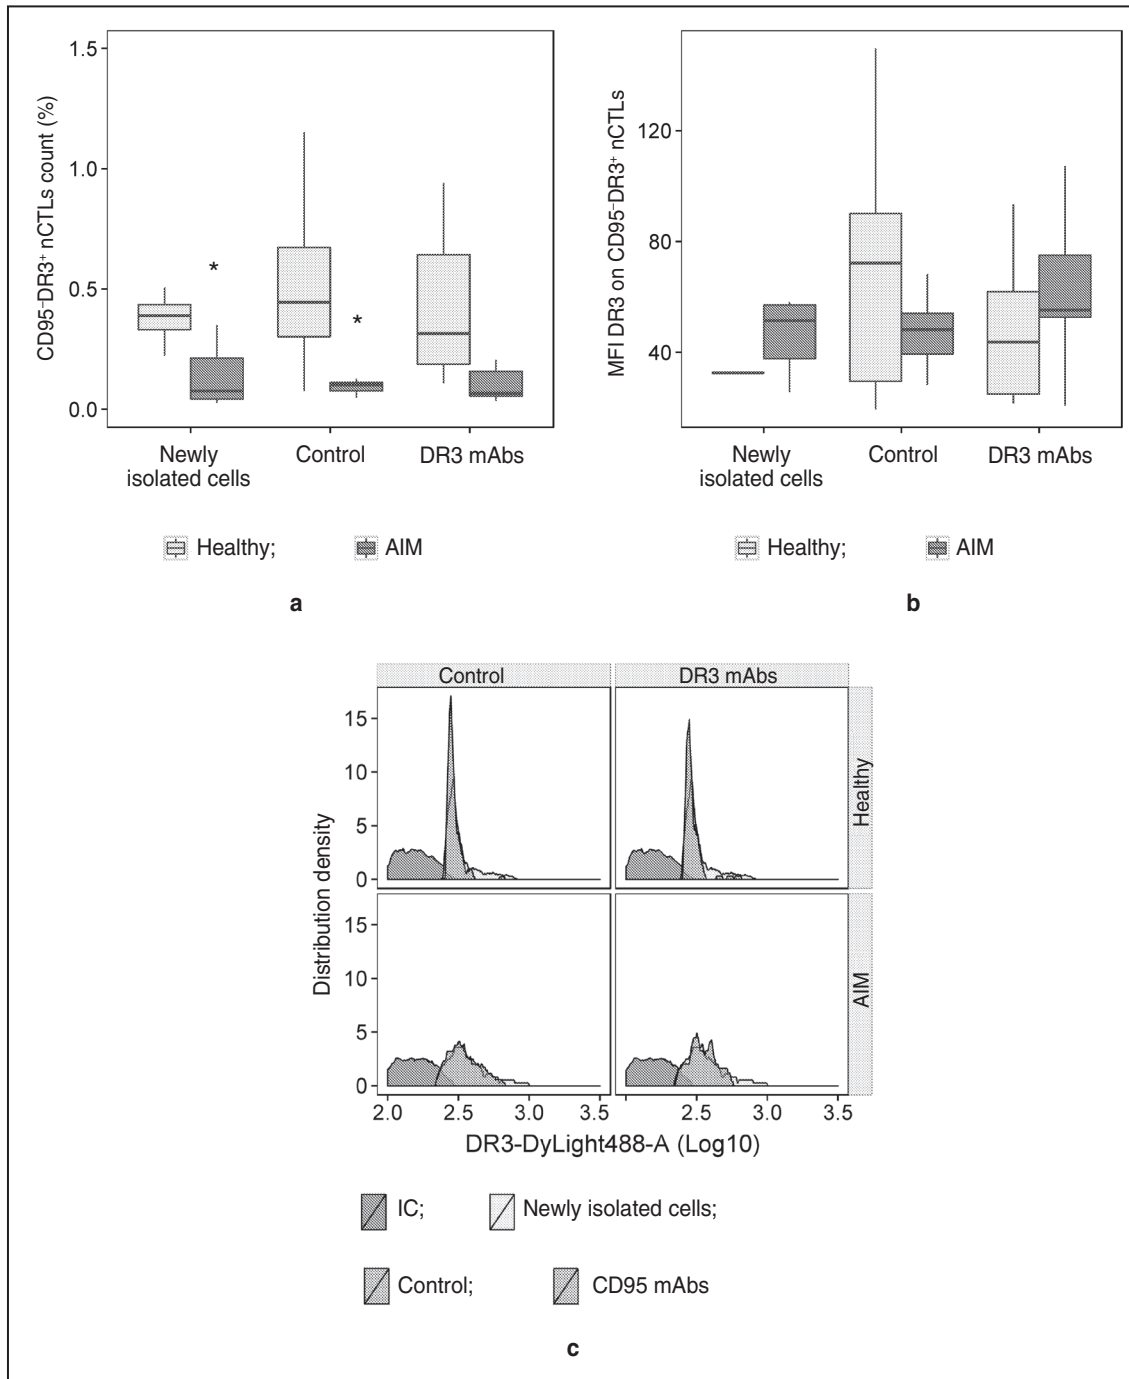 CD95⁻DR3⁺ nCTLs count (%)
1.5
1.0
0.5
0.0
*
*
Newly isolated cells
Control
DR3 mAbs
Healthy;
AIM
a
MFI DR3 on CD95⁻DR3⁺ nCTLs
120
80
40
Newly isolated cells
Control
DR3 mAbs
Healthy;
AIM
b
Control
DR3 mAbs
Distribution density
15
10
5
0
Healthy
15
10
5
0
AIM
2.0 2.5 3.0 3.5
2.5 3.0 3.5
DR3-DyLight488-A (Log10)
IC;
Newly isolated cells;
Control;
CD95 mAbs
c